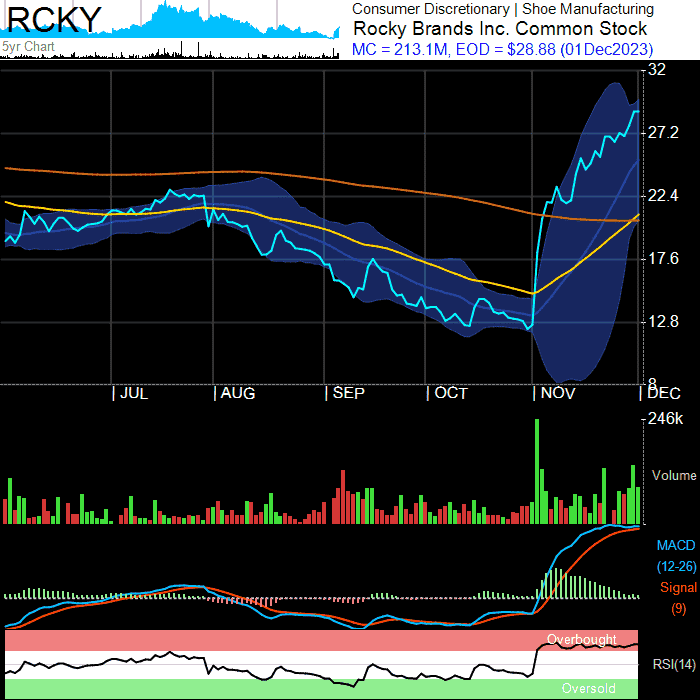 RCKY
5yr Chart
Consumer Discretionary | Shoe Manufacturing
Rocky Brands Inc. Common Stock
MC = 213.1M, EOD = $28.88 (01Dec2023)
32
27.2
22.4
17.6
12.8
8
| JUL | AUG | SEP | OCT | NOV | DEC
246k
Volume
MACD
(12-26)
Signal
(9)
Overbought
RSI(14)
Oversold